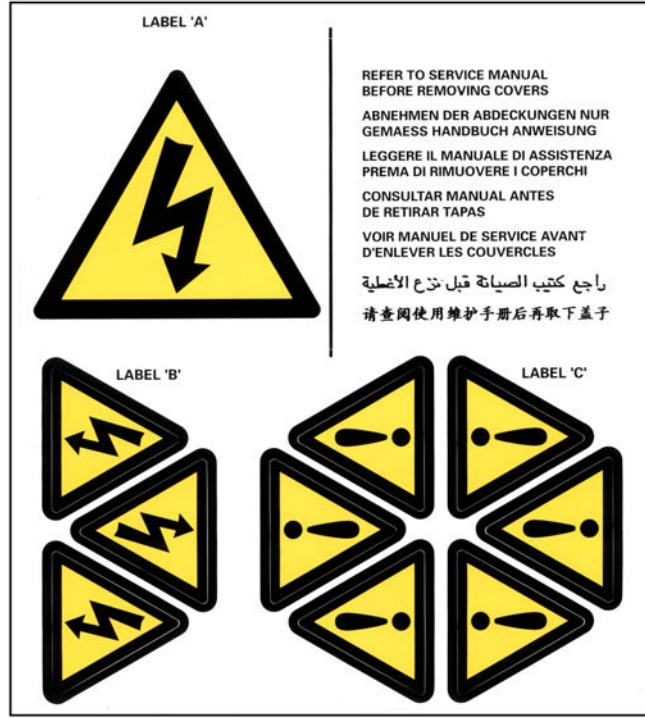 LABEL 'A'
REFER TO SERVICE MANUAL
BEFORE REMOVING COVERS
ABNEHMEN DER ABDECKUNGEN NUR
GEMAESS HANDBUCH ANWEISUNG
LEGGERE IL MANUALE DI ASSISTENZA
PREMA DI RIMUOVERE I COPERCHI
CONSULTAR MANUAL ANTES
DE RETIRAR TAPAS
VOIR MANUEL DE SERVICE AVANT
D'ENLEVER LES COUVERCLES
راجع كتيب الصيانة قبل نزع الأغطية
请查阅使用维护手册后再取下盖子
LABEL 'B'
LABEL 'C'